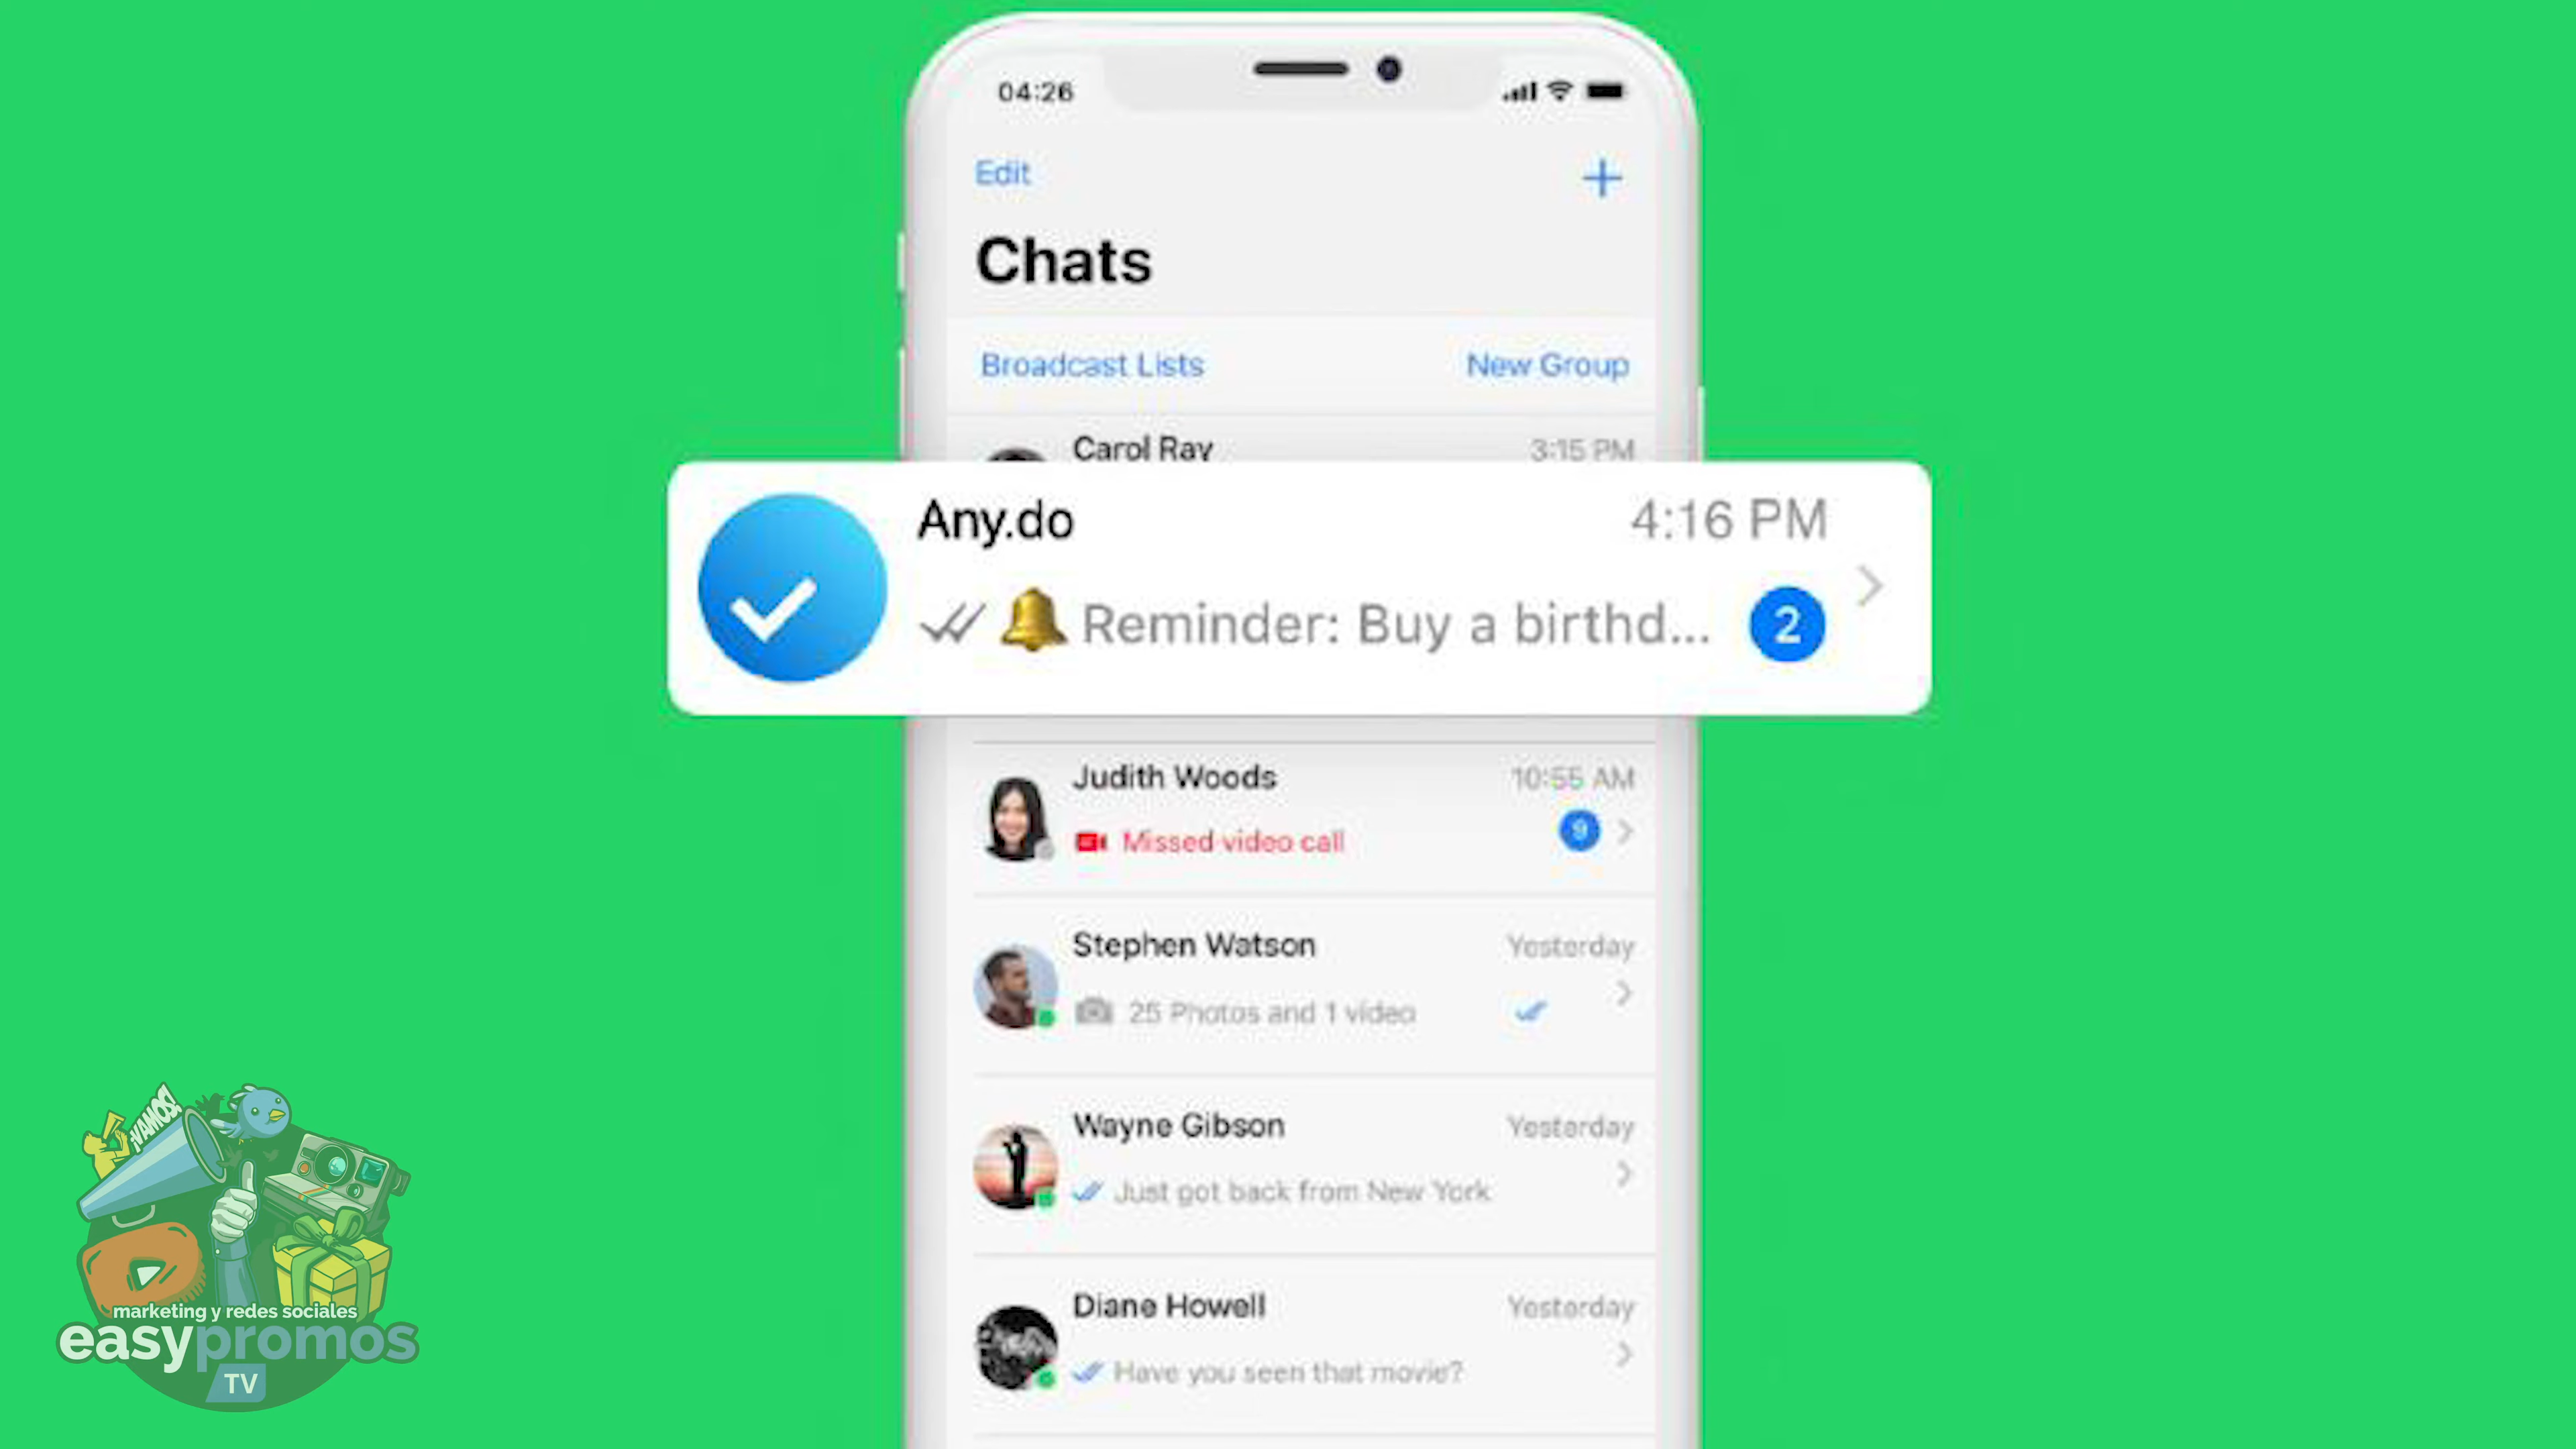 04:26
Edit
Chats
Broadcast Lists
New Group
Carol Ray
3:15 PM
Any.do
4:16 PM
Reminder: Buy a birthd...
2
Judith Woods
10:55 AM
Missed video call
9
Stephen Watson
Yesterday
25 Photos and 1 video
Wayne Gibson
Yesterday
Just got back from New York
Diane Howell
Yesterday
Have you seen that movie?
¡VAMOS!
marketing y redes sociales
easypromos
TV